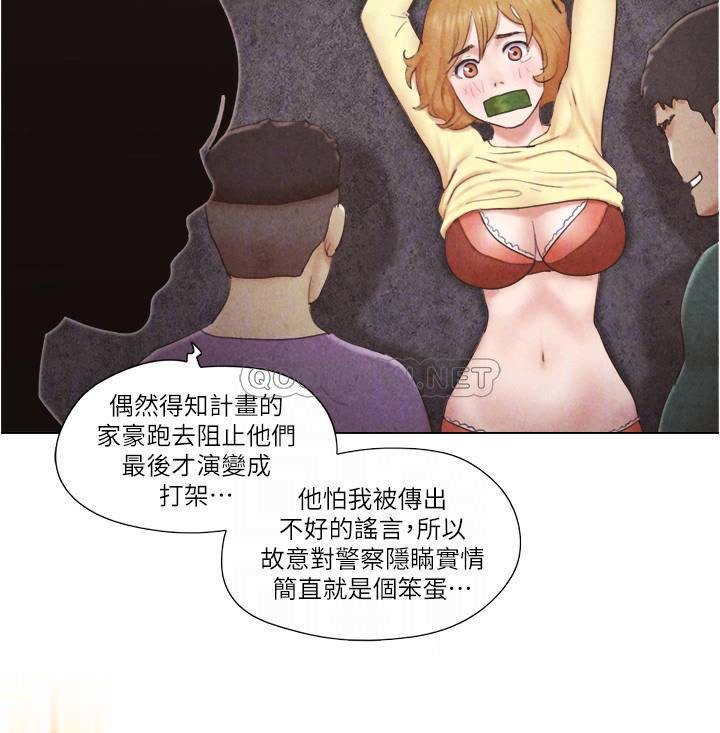 偶然得知計畫的
家豪跑去阻止他們
最後才演變成
打架⋯
他怕我被傳出
不好的謠言，所以
故意對警察隱瞞實情
簡直就是個笨蛋⋯